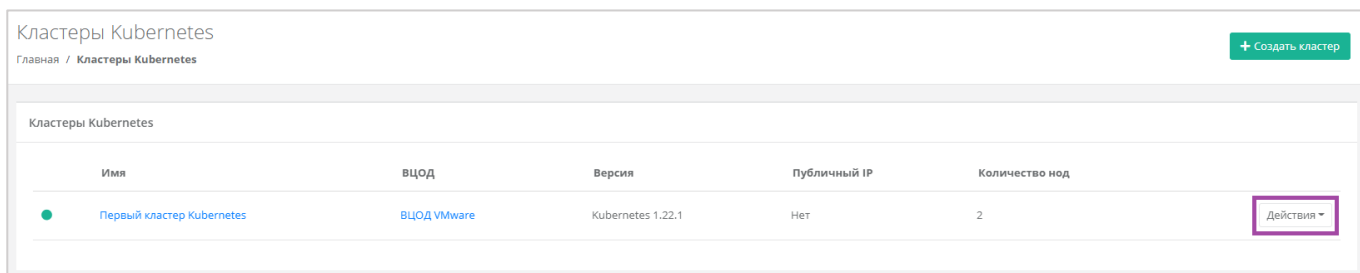 Кластеры Kubernetes
+ Создать кластер
Главная / Кластеры Kubernetes
Кластеры Kubernetes
Имя ВЦОД Версия Публичный IP Количество нод
Первый кластер Kubernetes ВЦОД VMware Kubernetes 1.22.1 Нет 2 Действия